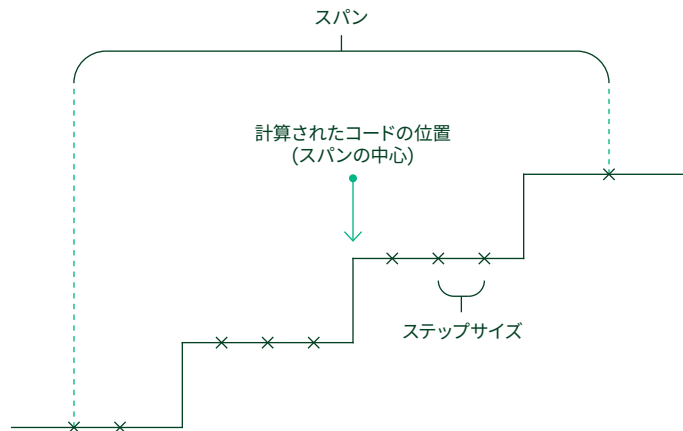 スパン
計算されたコードの位置
(スパンの中心)
ステップサイズ